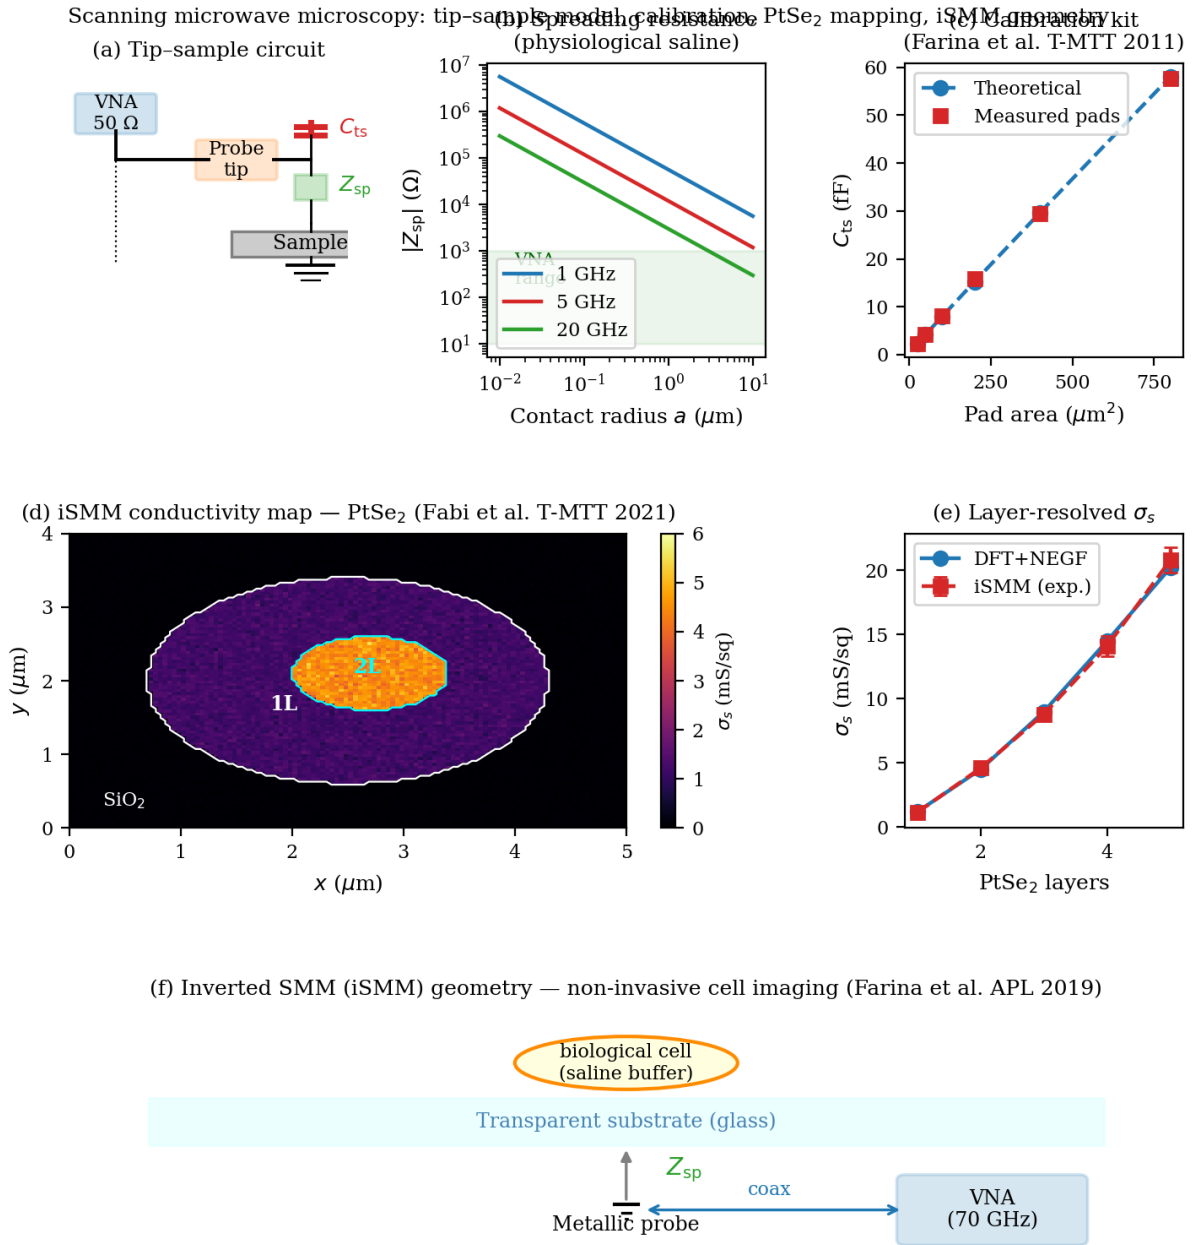 Scanning microwave microscopy: tip–sample model, calibration, PtSe₂ mapping, iSMM geometry
(a) Tip–sample circuit
VNA
50 Ω
Probe
tip
C_ts
Z_sp
Sample
(b) Spreading resistance
(physiological saline)
|Z_sp| (Ω)
10⁷
10⁶
10⁵
10⁴
10³
10²
10¹
VNA
range
1 GHz
5 GHz
20 GHz
10⁻² 10⁻¹ 10⁰ 10¹
Contact radius a (μm)
(c) Calibration kit
(Farina et al. T-MTT 2011)
C_ts (fF)
60
50
40
30
20
10
0
Theoretical
Measured pads
0 250 500 750
Pad area (μm²)
(d) iSMM conductivity map — PtSe₂ (Fabi et al. T-MTT 2021)
y (μm)
4
3
2
1
0
2L
1L
SiO₂
0 1 2 3 4 5
x (μm)
6
5
4
3
2
1
0
σ_s (mS/sq)
(e) Layer-resolved σ_s
σ_s (mS/sq)
20
15
10
5
0
DFT+NEGF
iSMM (exp.)
2 4
PtSe₂ layers
(f) Inverted SMM (iSMM) geometry — non-invasive cell imaging (Farina et al. APL 2019)
biological cell
(saline buffer)
Transparent substrate (glass)
Z_sp
coax
Metallic probe
VNA
(70 GHz)